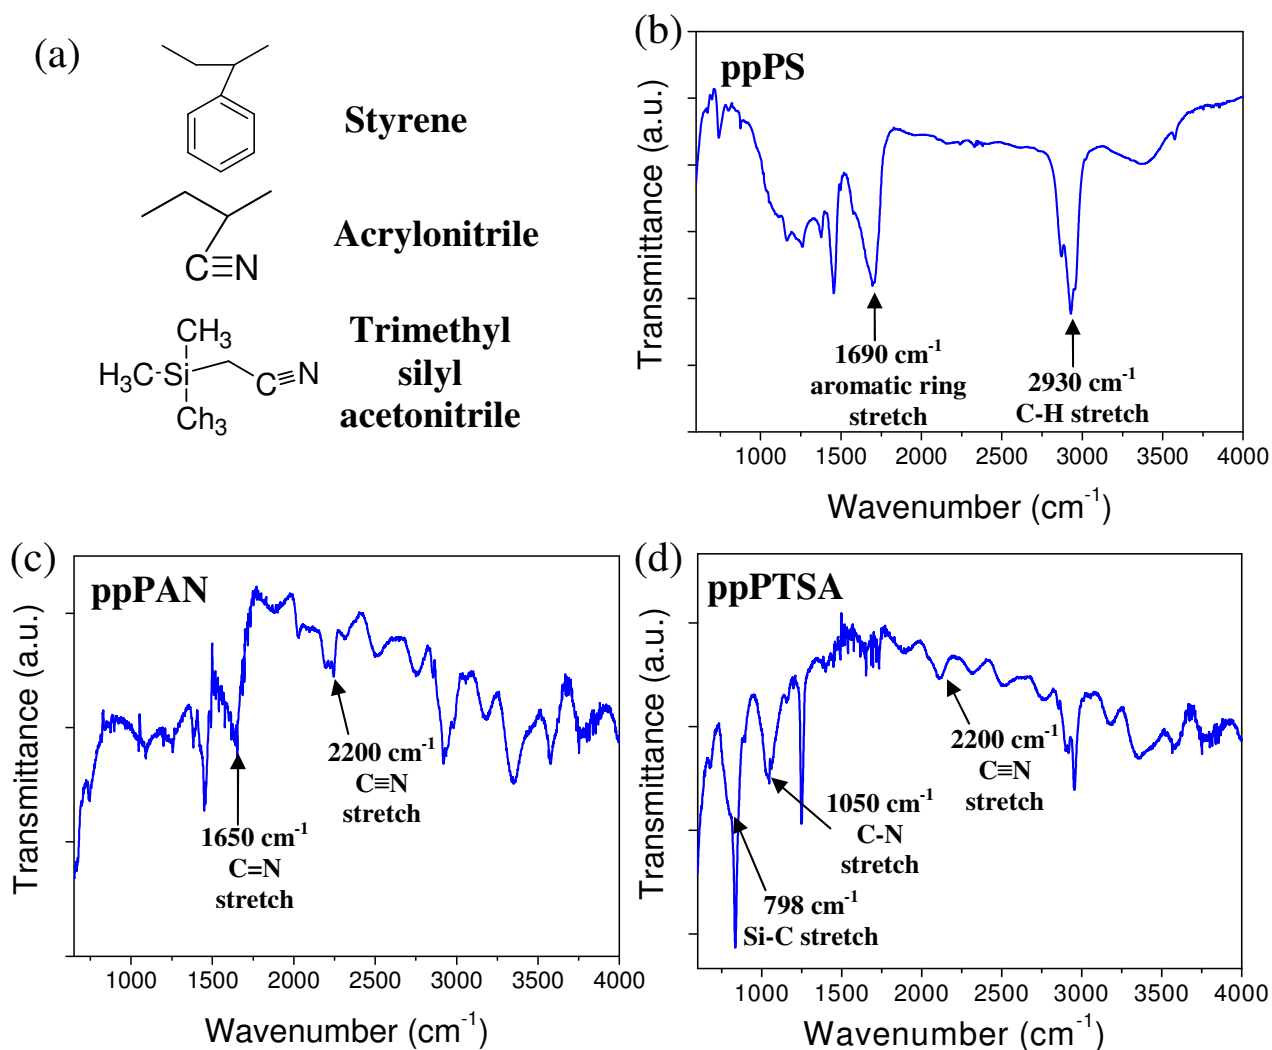 (a)
Styrene
Acrylonitrile
C≡N
CH₃
H₃C-Si
C≡N
Ch₃
Trimethyl
silyl
acetonitrile
(b)
ppPS
Transmittance (a.u.)
1690 cm⁻¹
aromatic ring
stretch
2930 cm⁻¹
C-H stretch
1000 1500 2000 2500 3000 3500 4000
Wavenumber (cm⁻¹)
(c)
ppPAN
Transmittance (a.u.)
2200 cm⁻¹
C≡N
stretch
1650 cm⁻¹
C=N
stretch
1000 1500 2000 2500 3000 3500 4000
Wavenumber (cm⁻¹)
(d)
ppPTSA
Transmittance (a.u.)
2200 cm⁻¹
C≡N
stretch
1050 cm⁻¹
C-N
stretch
798 cm⁻¹
Si-C stretch
1000 1500 2000 2500 3000 3500 4000
Wavenumber (cm⁻¹)